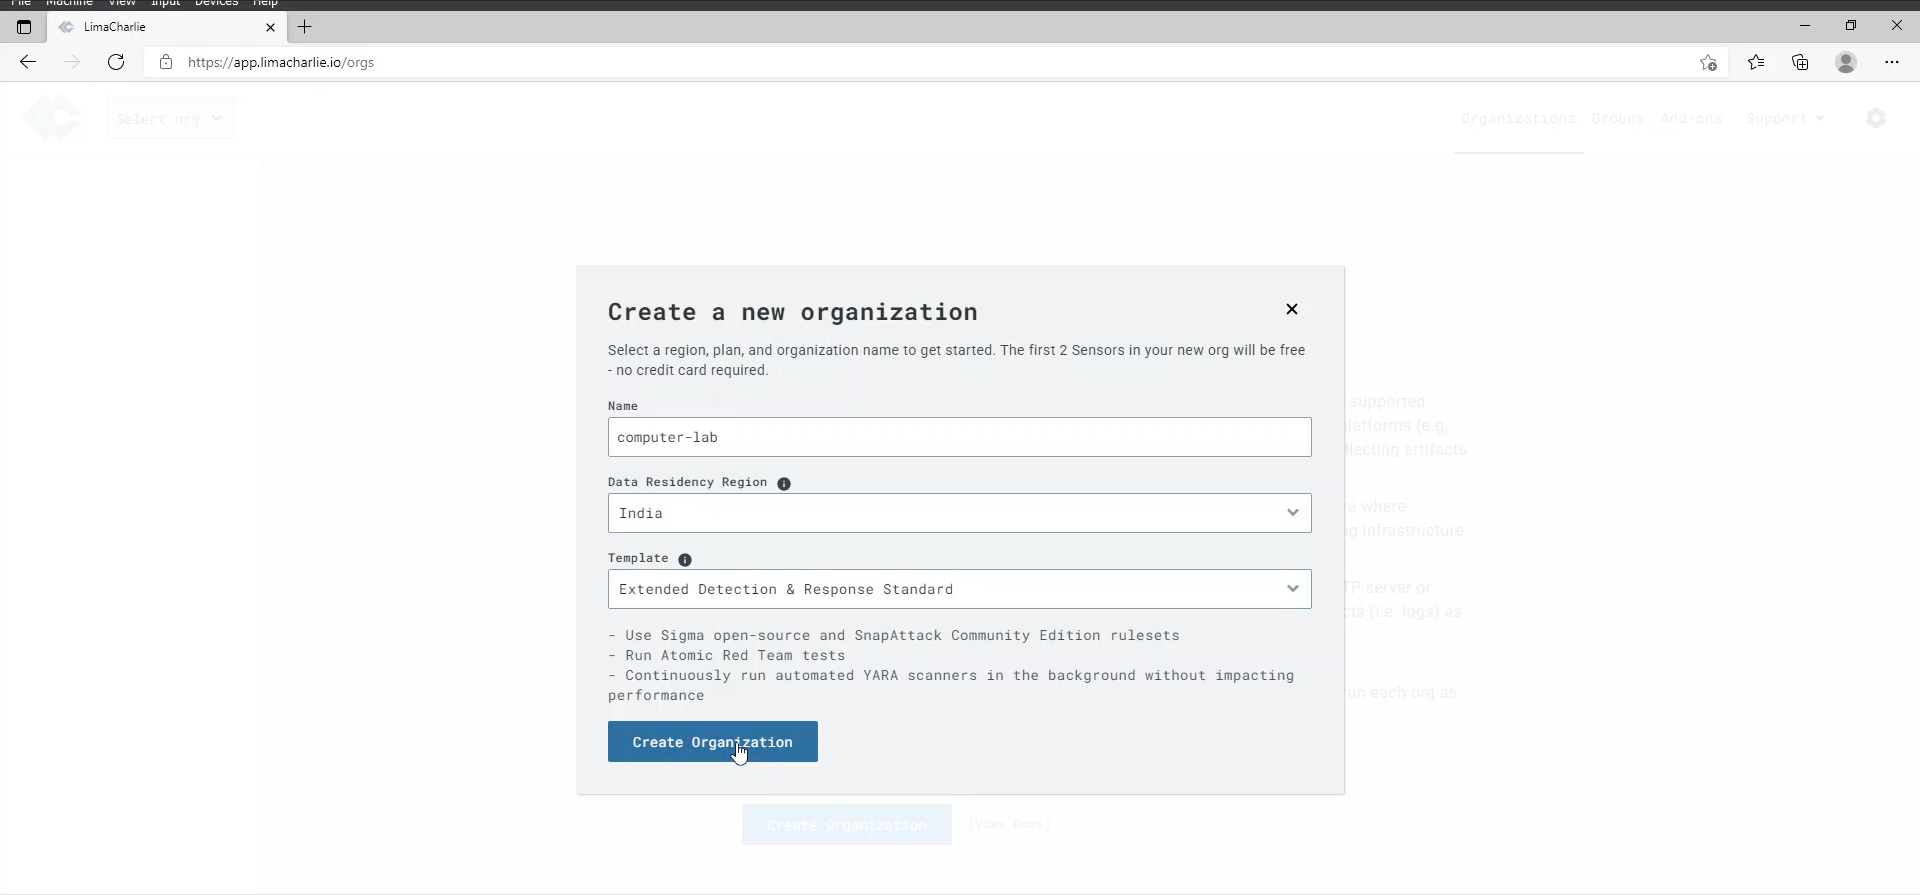 File Machine View Input Devices Help
LimaCharlie
https://app.limacharlie.io/orgs
Select org
Organizations Groups Add-ons Support
Create a new organization
Select a region, plan, and organization name to get started. The first 2 Sensors in your new org will be free
- no credit card required.
Name
computer-lab
supported
platforms (e.g.
llecting artifacts.
Data Residency Region
India
re where
ng infrastructure.
Template
Extended Detection & Response Standard
TP server or
cts (i.e. logs) as
- Use Sigma open-source and SnapAttack Community Edition rulesets
- Run Atomic Red Team tests
- Continuously run automated YARA scanners in the background without impacting
performance
run each org as
Create Organization
Create Organization [View Docs]